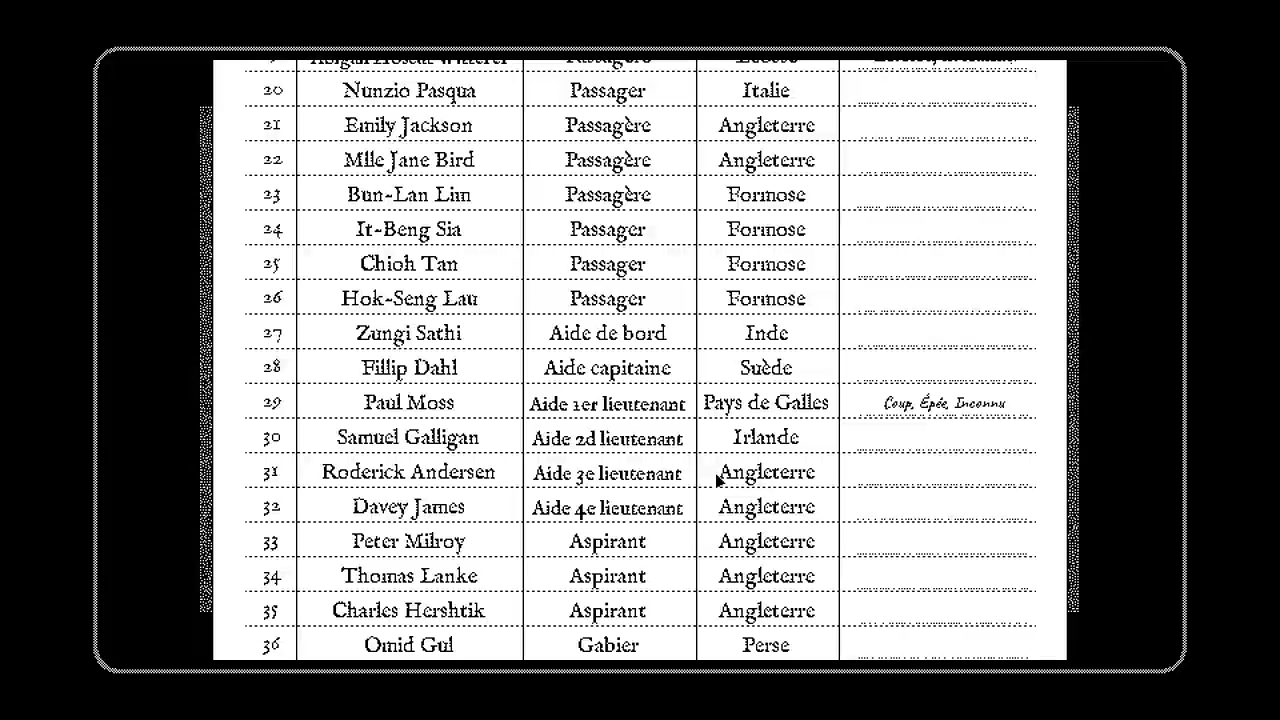 Passagère
20 Nunzio Pasqua Passager Italie
21 Emily Jackson Passagère Angleterre
22 Mlle Jane Bird Passagère Angleterre
23 Bun-Lan Lim Passagère Formose
24 It-Beng Sia Passager Formose
25 Chioh Tan Passager Formose
26 Hok-Seng Lau Passager Formose
27 Zungi Sathi Aide de bord Inde
28 Fillip Dahl Aide capitaine Suède
29 Paul Moss Aide 1er lieutenant Pays de Galles Coup, Épée, Inconnu
30 Samuel Galligan Aide 2d lieutenant Irlande
31 Roderick Andersen Aide 3e lieutenant Angleterre
32 Davey James Aide 4e lieutenant Angleterre
33 Peter Milroy Aspirant Angleterre
34 Thomas Lanke Aspirant Angleterre
35 Charles Hershtik Aspirant Angleterre
36 Omid Gul Gabier Perse